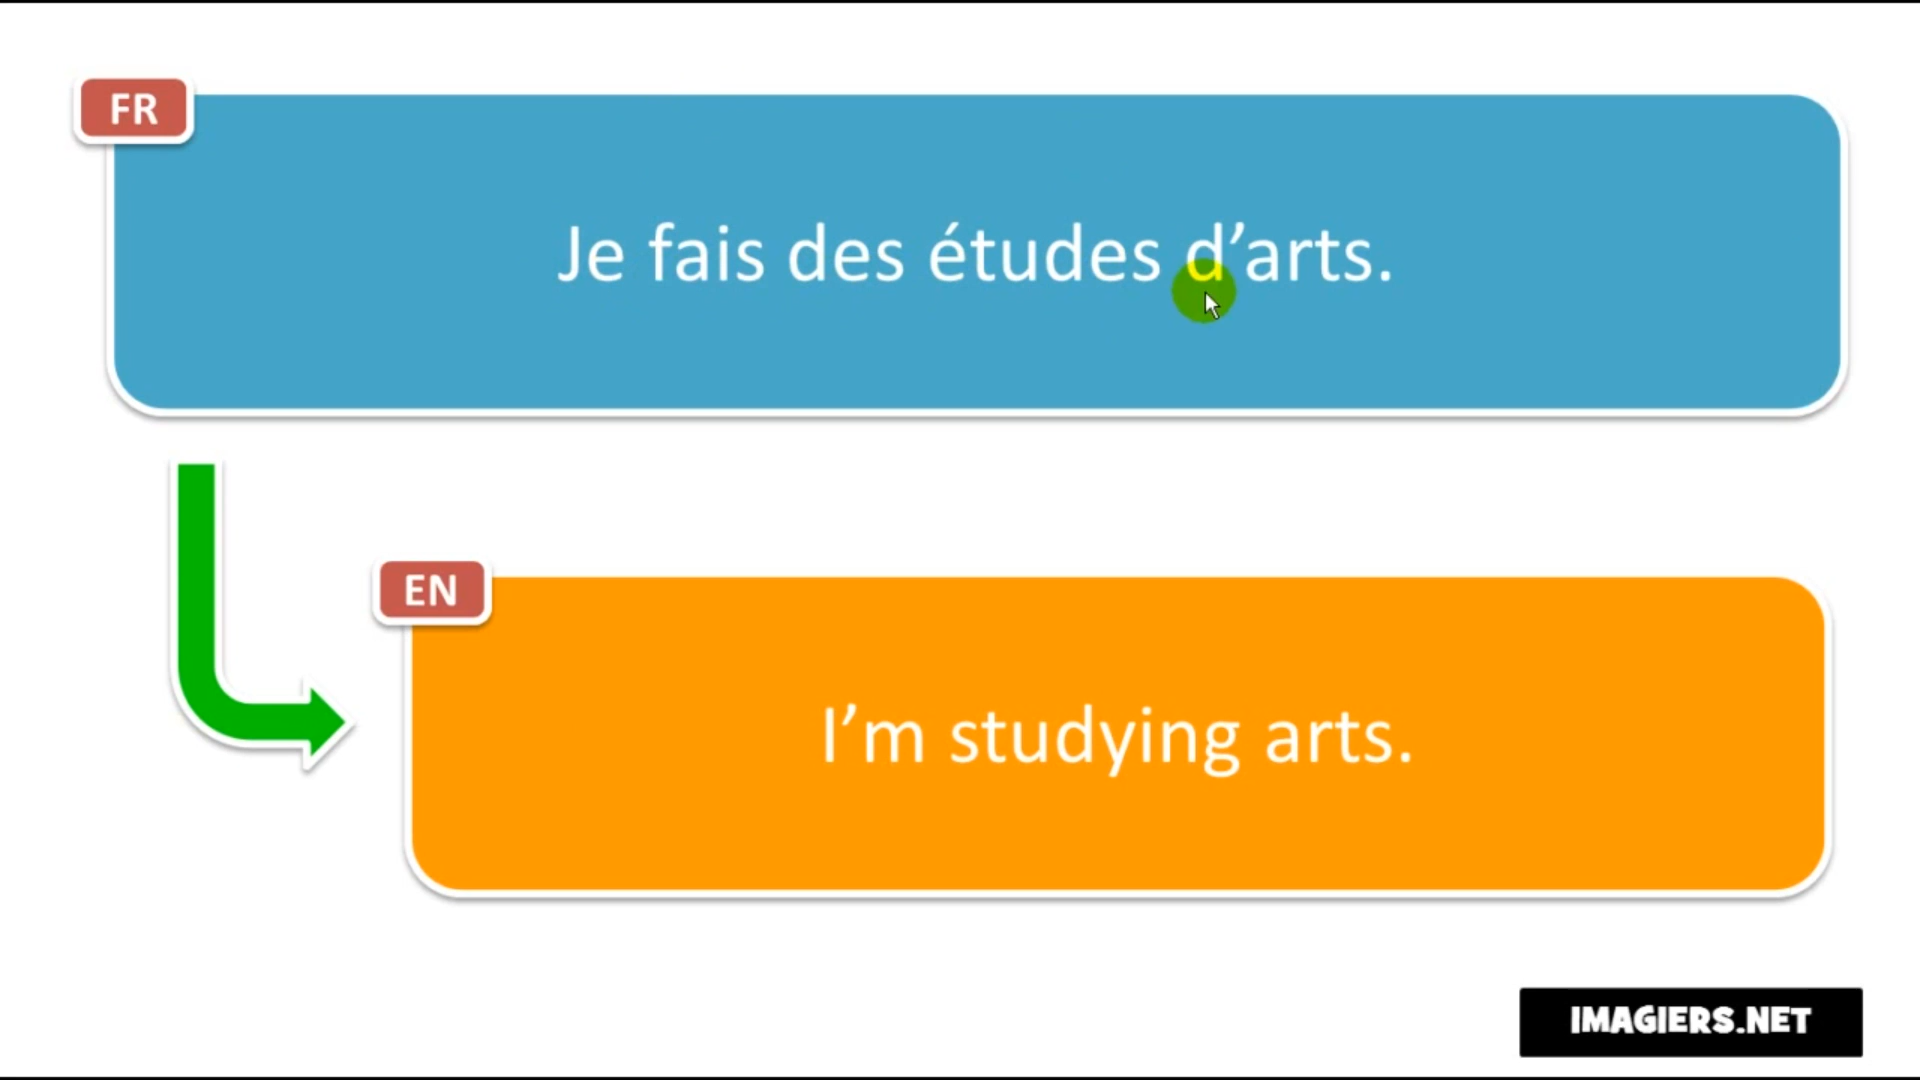 FR
Je fais des études d’arts.
EN
I’m studying arts.
IMAGIERS.NET